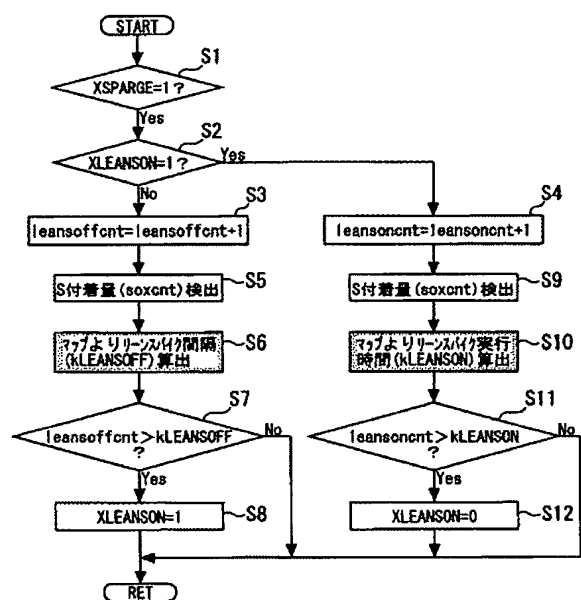 START
S1
XSPARGE=1？
Yes
S2
XLEANSON=1？
Yes
No
S3
leansoffcnt=leansoffcnt+1
S4
leansoncnt=leansoncnt+1
S5
S付着量(soxcnt)検出
S9
S付着量(soxcnt)検出
S6
マップよりリーンスパイク間隔
(kLEANSOFF)算出
S10
マップよりリーンスパイク実行
時間(kLEANSON)算出
S7
leansoffcnt＞kLEANSOFF
？
No
Yes
S11
leansoncnt＞kLEANSON
？
No
Yes
XLEANSON=1
S8
XLEANSON=0
S12
RET